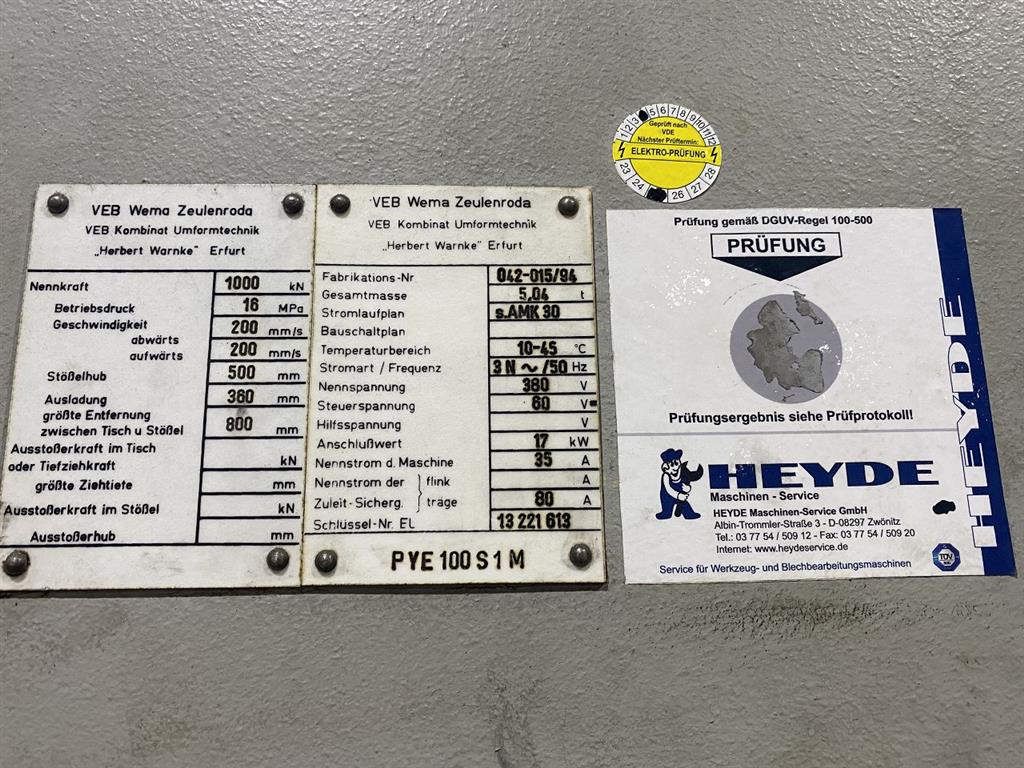 VEB Wema Zeulenroda
VEB Kombinat Umformtechnik
„Herbert Warnke" Erfurt
Nennkraft 1000 kN
Betriebsdruck 16 MPa
Geschwindigkeit
abwärts 200 mm/s
aufwärts 200 mm/s
Stößelhub 500 mm
Ausladung 360 mm
größte Entfernung
zwischen Tisch u Stößel 800 mm
Ausstoßerkraft im Tisch
oder Tiefziehkraft kN
größte Ziehtiefe mm
Ausstoßerkraft im Stößel kN
Ausstoßerhub mm
VEB Wema Zeulenroda
VEB Kombinat Umformtechnik
„Herbert Warnke" Erfurt
Fabrikations-Nr 042-015/94
Gesamtmasse 5,04 t
Stromlaufplan s.AMK 30
Bauschaltplan
Temperaturbereich 10-45 °C
Stromart / Frequenz 3 N ~ /50 Hz
Nennspannung 380 V
Steuerspannung 60 V=
Hilfsspannung V
Anschlußwert 17 kW
Nennstrom d. Maschine 35 A
Nennstrom der flink A
Zuleit-Sicherg. träge 80 A
Schlüssel-Nr. EL 13 221 613
PYE 100 S 1 M
1 2 3 5 6 7 8 9 10 11 12
Geprüft nach
VDE
Nächster Prüftermin:
ELEKTRO-PRÜFUNG
23 24 26 27 28
Prüfung gemäß DGUV-Regel 100-500
PRÜFUNG
Prüfungsergebnis siehe Prüfprotokoll!
HEYDE
Maschinen - Service
HEYDE Maschinen-Service GmbH
Albin-Trommler-Straße 3 - D-08297 Zwönitz
Tel.: 03 77 54 / 509 12 - Fax: 03 77 54 / 509 20
Internet: www.heydeservice.de
Service für Werkzeug- und Blechbearbeitungsmaschinen
TÜV
HEYDE
HEYDE